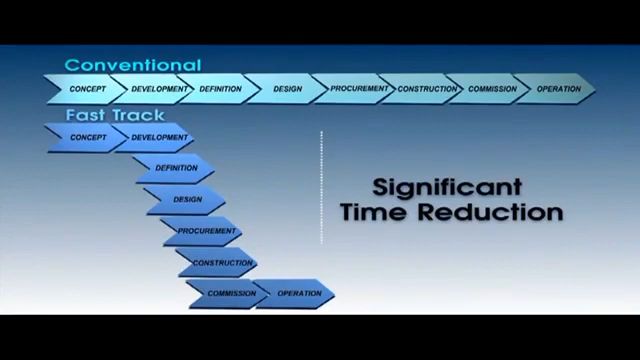 Conventional
CONCEPT DEVELOPMENT DEFINITION DESIGN PROCUREMENT CONSTRUCTION COMMISSION OPERATION
Fast Track
CONCEPT DEVELOPMENT
DEFINITION
DESIGN
PROCUREMENT
CONSTRUCTION
COMMISSION OPERATION
Significant
Time Reduction